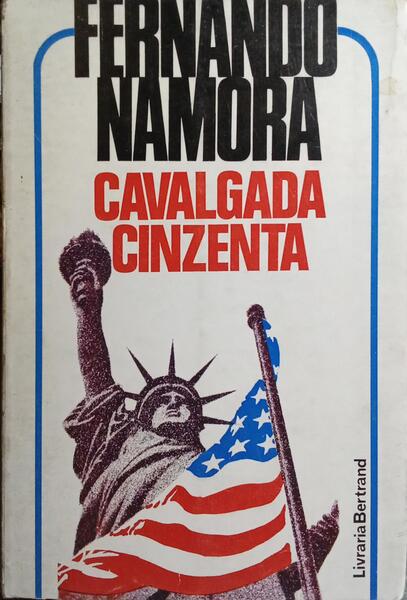 FERNANDO
NAMORA
CAVALGADA
CINZENTA
Livraria Bertrand